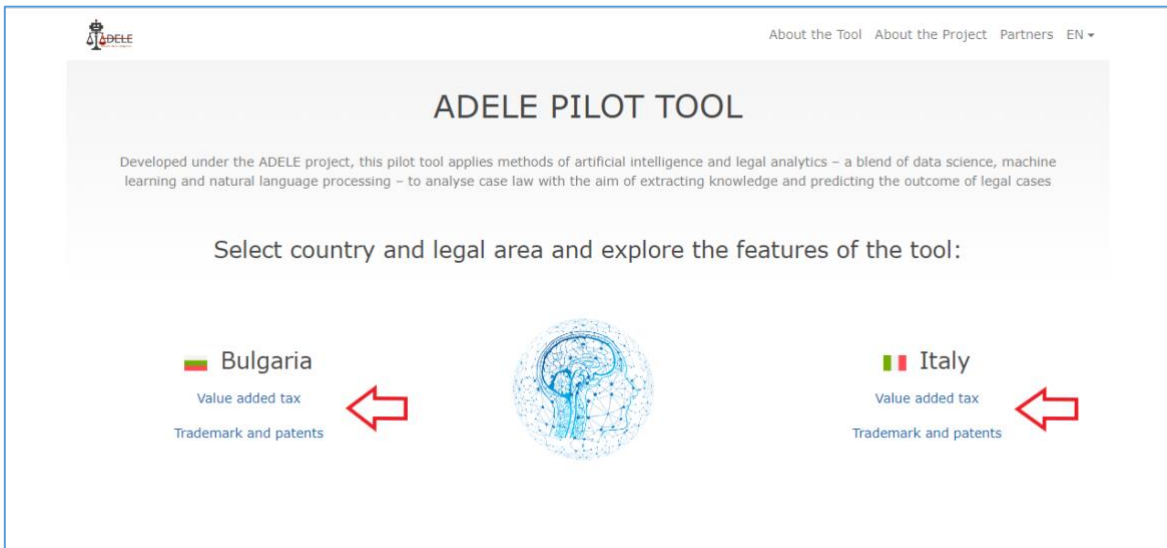 ADELE
About the Tool About the Project Partners EN
ADELE PILOT TOOL
Developed under the ADELE project, this pilot tool applies methods of artificial intelligence and legal analytics – a blend of data science, machine
learning and natural language processing – to analyse case law with the aim of extracting knowledge and predicting the outcome of legal cases
Select country and legal area and explore the features of the tool:
Bulgaria
Value added tax
Trademark and patents
Italy
Value added tax
Trademark and patents